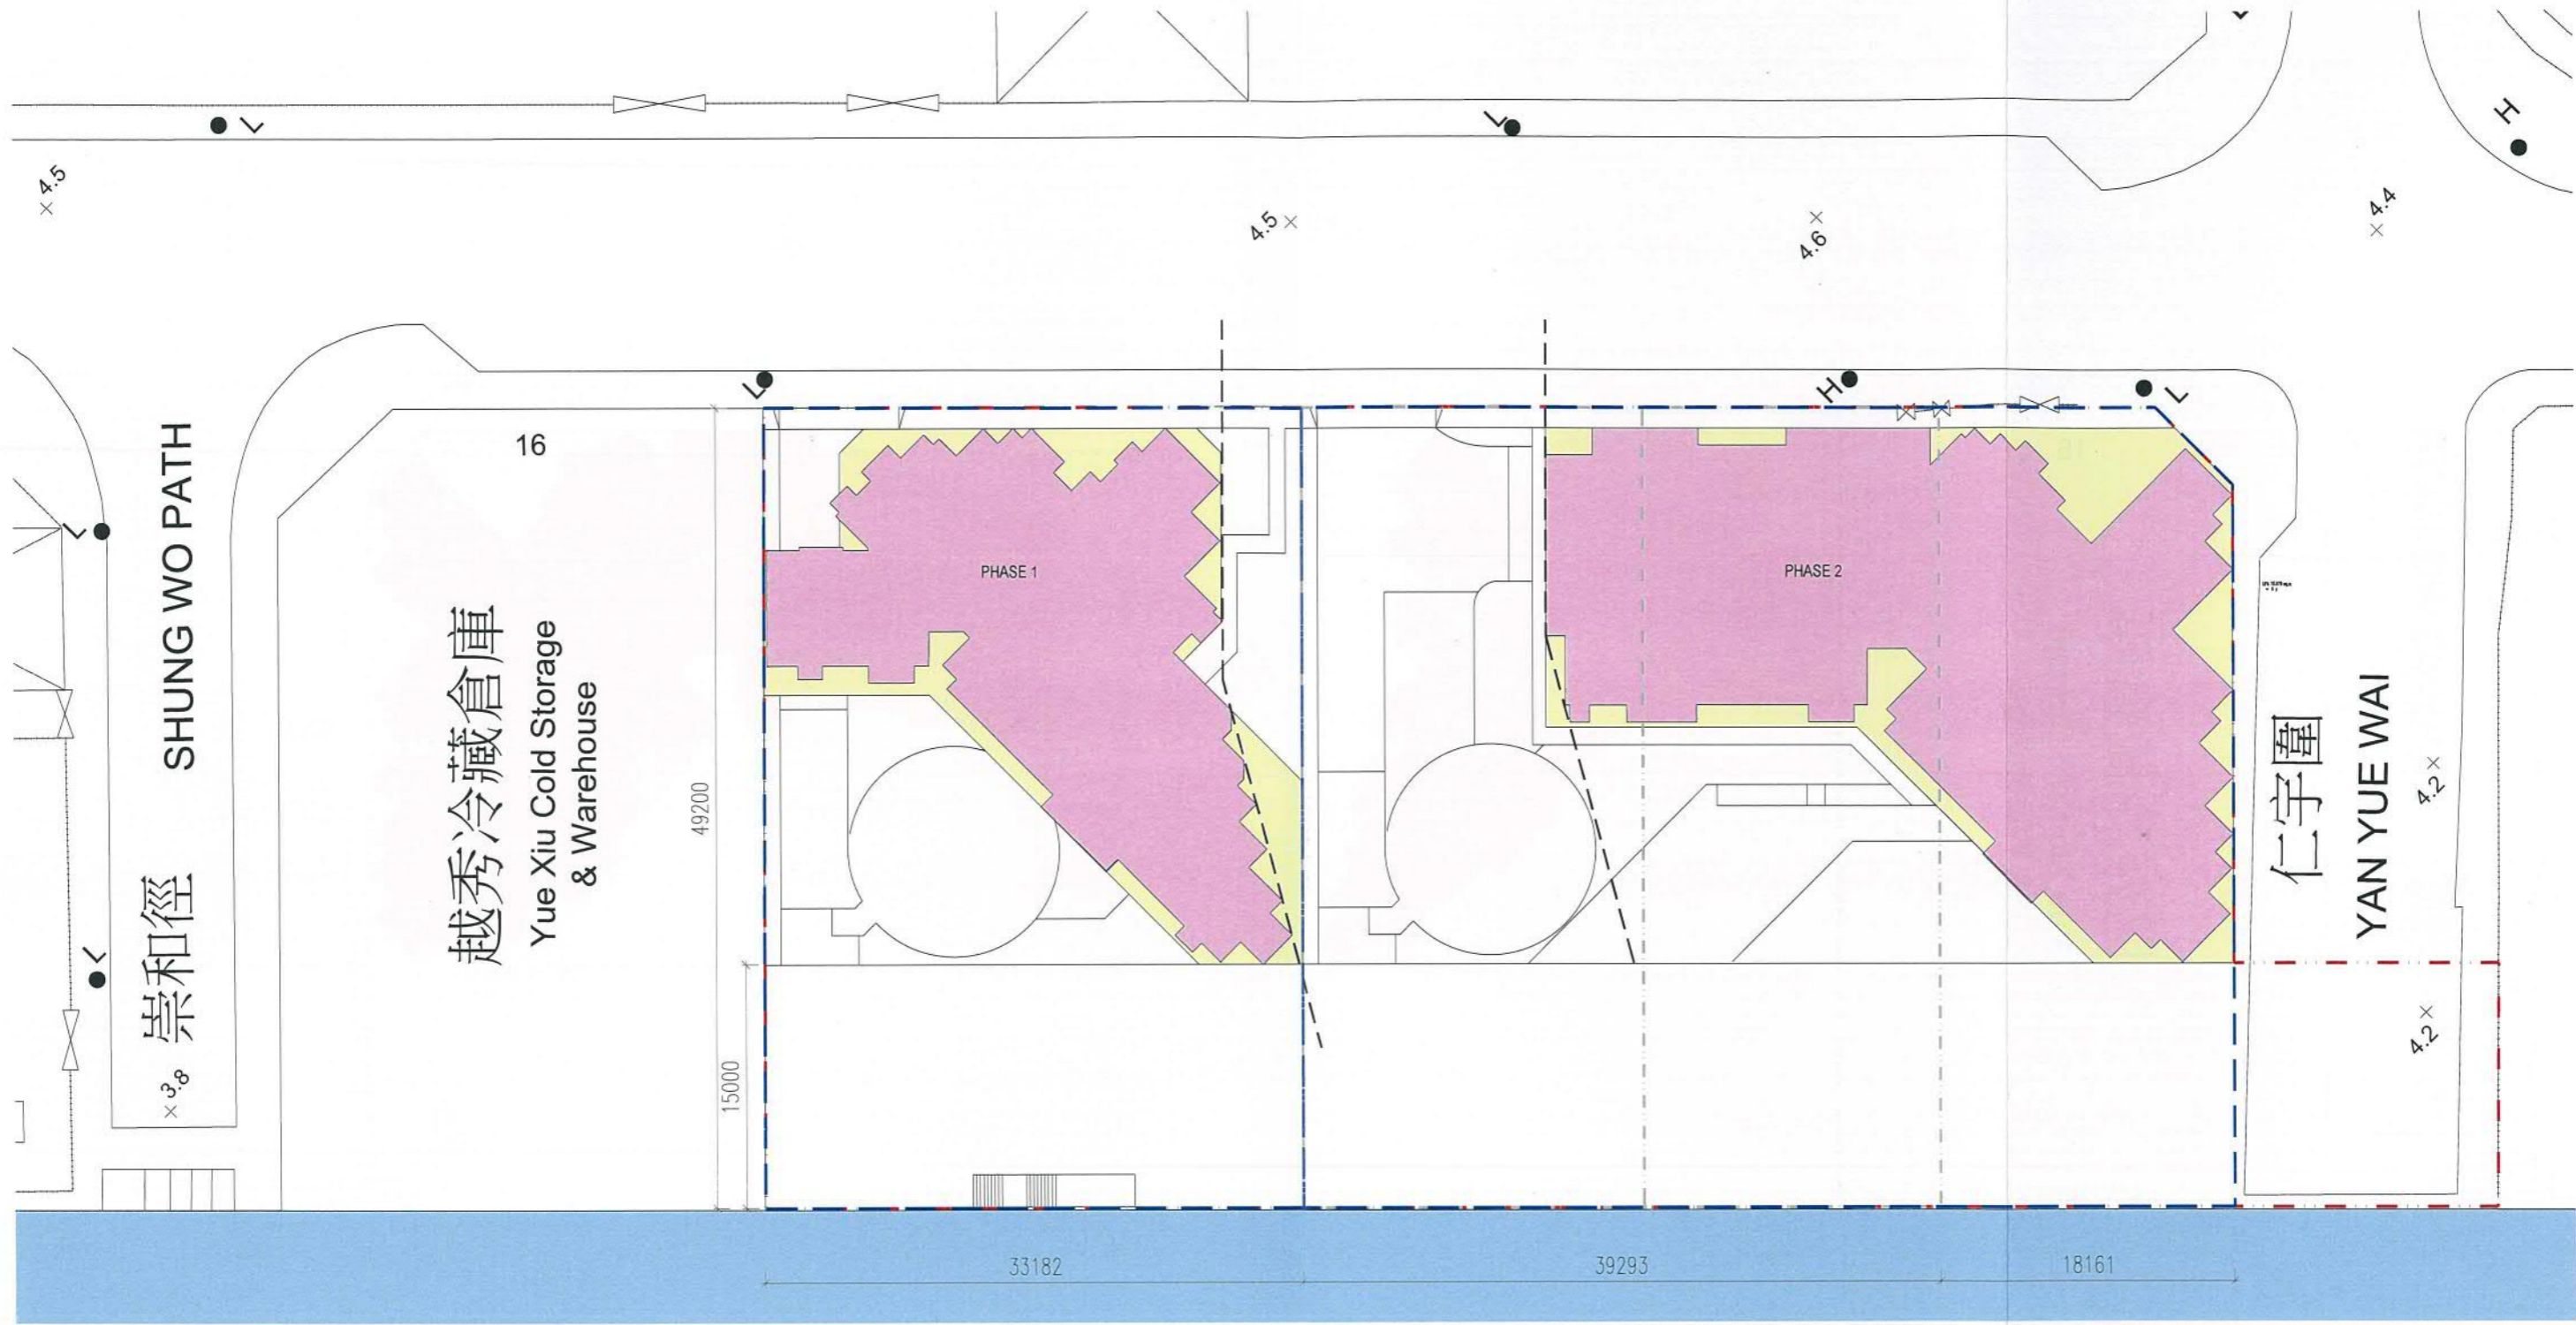 L
L
H
4.5
4.5
4.6
4.4
L
H
L
16
SHUNG WO PATH
崇和徑
L
L
3.8
越秀冷藏倉庫
Yue Xiu Cold Storage
& Warehouse
49200
15000
PHASE 1
PHASE 2
仁宇圍
YAN YUE WAI
4.2
4.2
33182
39293
18161